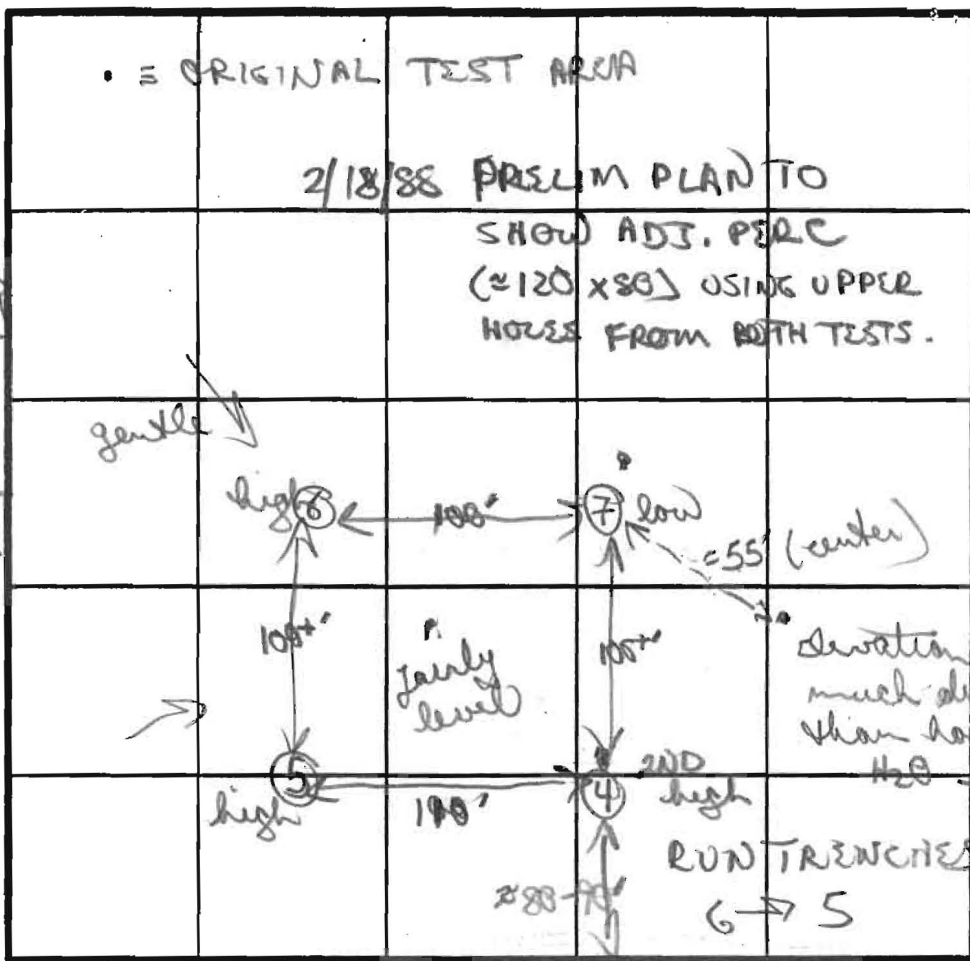 • ≡ ORIGINAL TEST AREA
2/18/88 PRELIM PLAN TO
SHOW ADJ. PERC
(≈120 x 80) USING UPPER
HOLES FROM BOTH TESTS.
gentle
high 6
7 low
=55' (center)
100+'
fairly
level
100+'
elevation
much
than
H2O
5
high
2ND
4 high
RUN TRENCHES
6 → 5